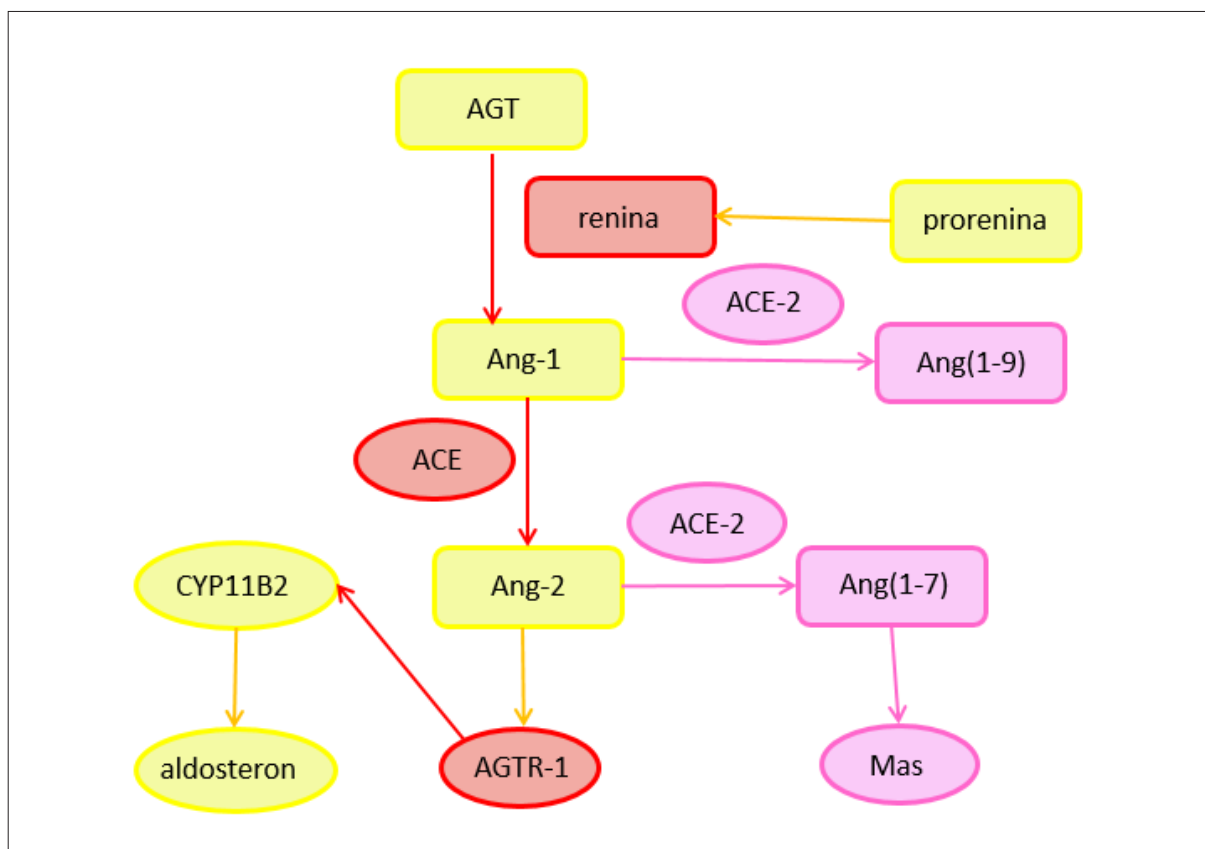 AGT
renina
prorenina
ACE-2
Ang-1
Ang(1-9)
ACE
ACE-2
CYP11B2
Ang-2
Ang(1-7)
aldosteron
AGTR-1
Mas